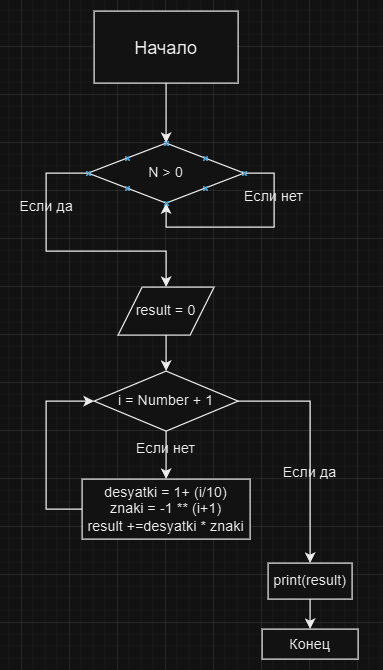 Начало
N > 0
Если нет
Если да
result = 0
i = Number + 1
Если нет
Если да
desyatki = 1+ (i/10)
znaki = -1 ** (i+1)
result +=desyatki * znaki
print(result)
Конец